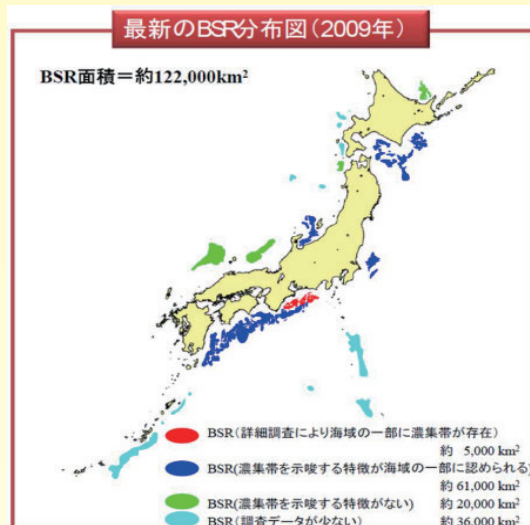 最新のBSR分布図(2009年)
BSR面積=約122,000km²
BSR(詳細調査により海域の一部に濃集帯が存在)
約 5,000 km²
BSR(濃集帯を示唆する特徴が海域の一部に認められる)
約 61,000 km²
BSR(濃集帯を示唆する特徴がない) 約 20,000 km²
BSR(調査データが少ない) 約 36,000 km²